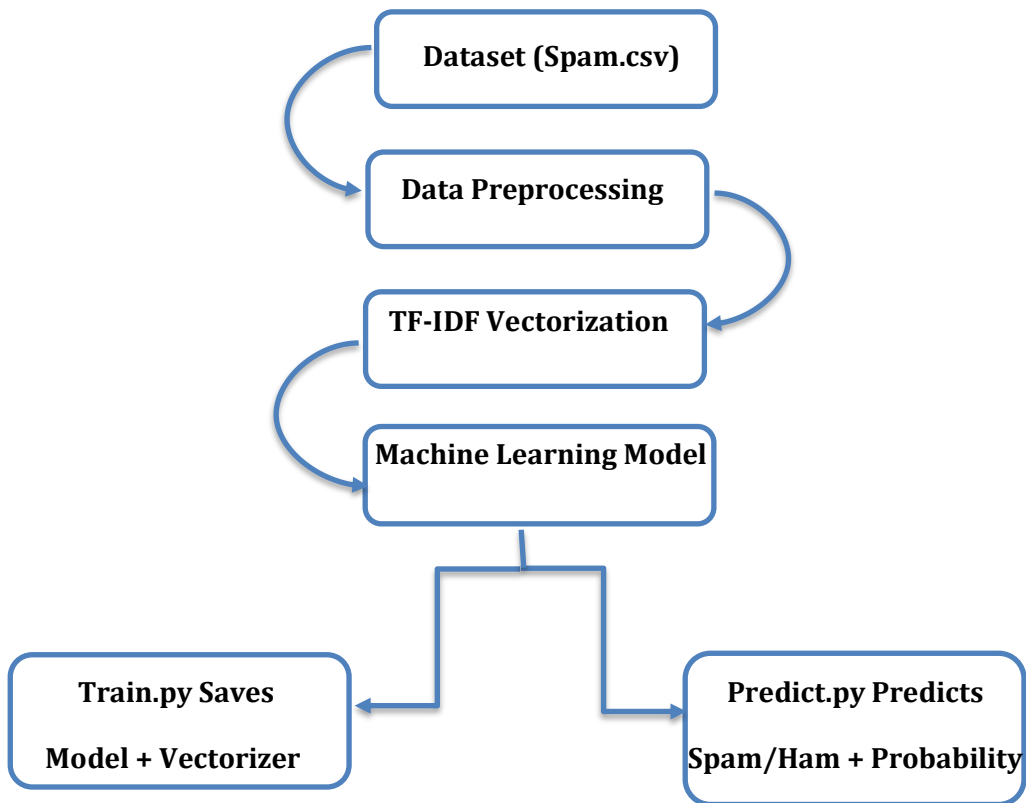 Dataset (Spam.csv)
Data Preprocessing
TF-IDF Vectorization
Machine Learning Model
Train.py Saves
Model + Vectorizer
Predict.py Predicts
Spam/Ham + Probability